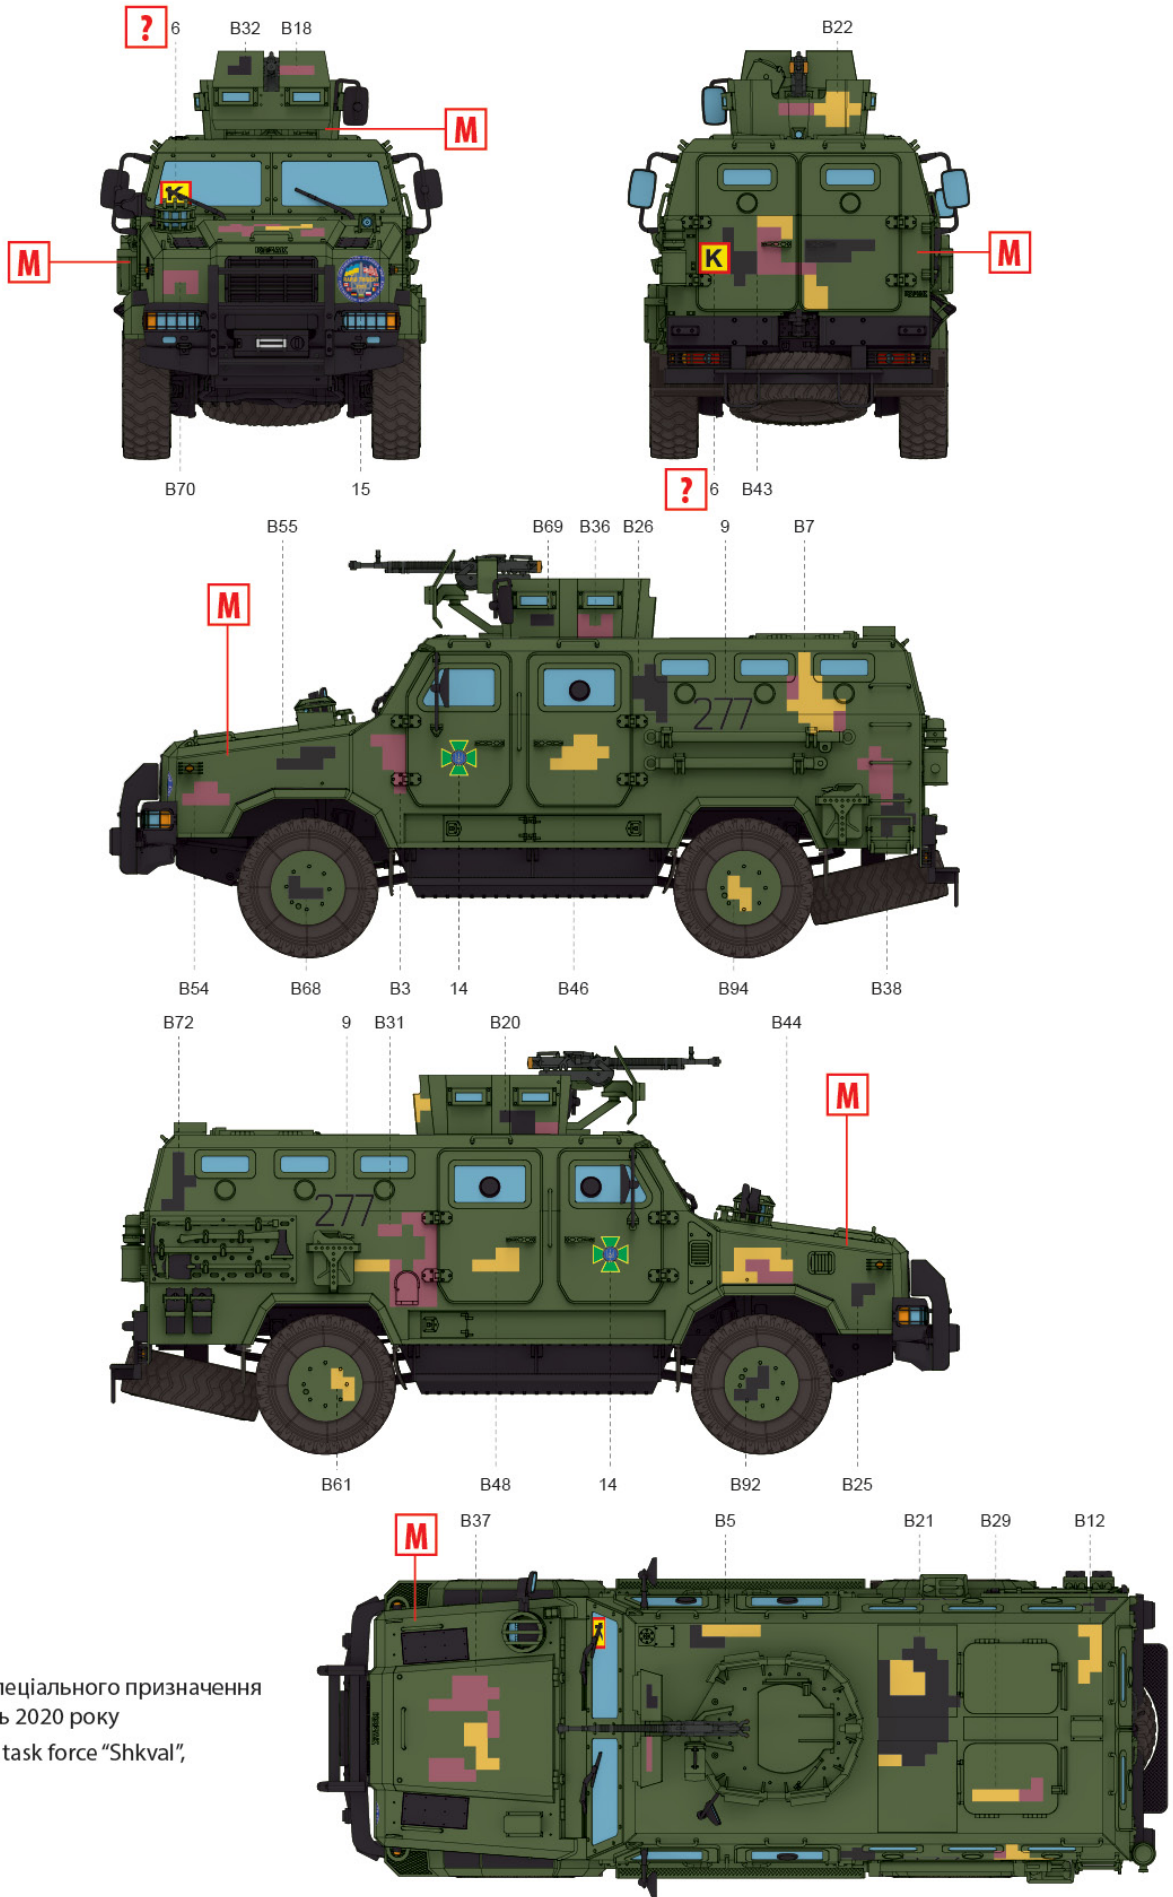 ? 6 B32 B18 B22
M
K
M
K
M
B70 15 ? 6 B43
B55 B69 B36 B26 9 B7
M
277
B54 B68 B3 14 B46 B94 B38
B72 9 B31 B20 B44
M
277
B61 B48 14 B92 B25
M B37 B5 B21 B29 B12
пеціального призначення
ь 2020 року
task force “Shkval”,